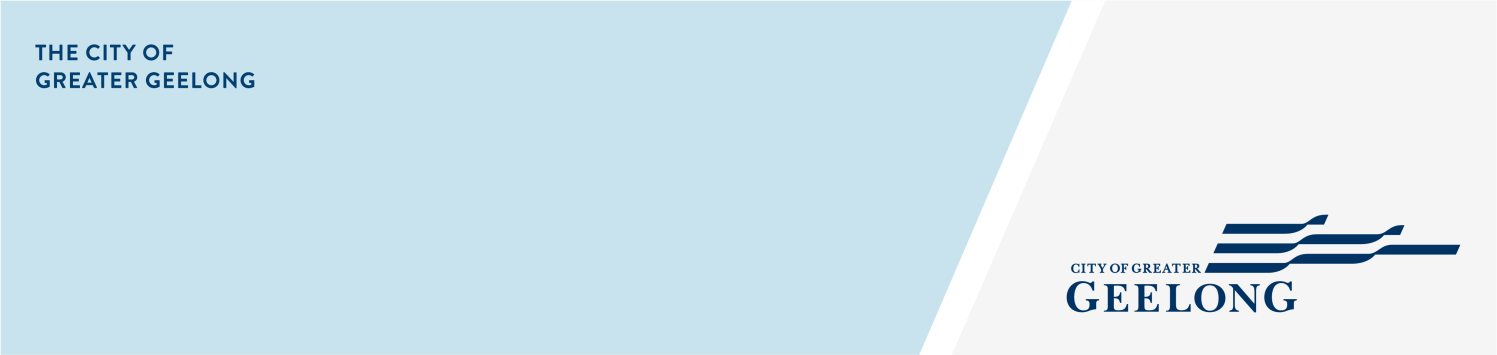 THE CITY OF
GREATER GEELONG
CITY OF GREATER
GEELONG